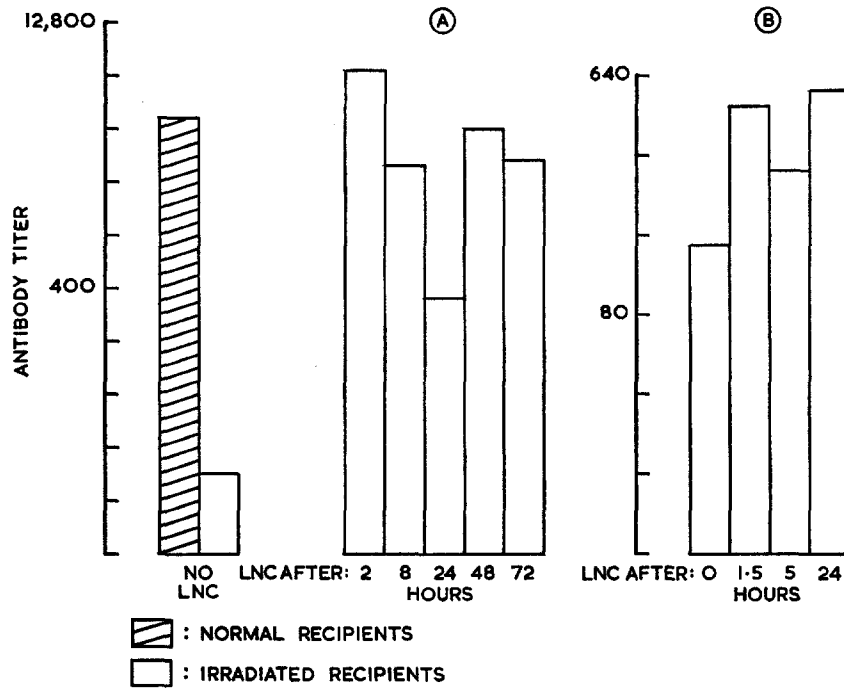 12,800
A
B
640
400
80
ANTIBODY TITER
NO LNC
LNC AFTER: 2 8 24 48 72
HOURS
LNC AFTER: 0 1·5 5 24
HOURS
: NORMAL RECIPIENTS
: IRRADIATED RECIPIENTS